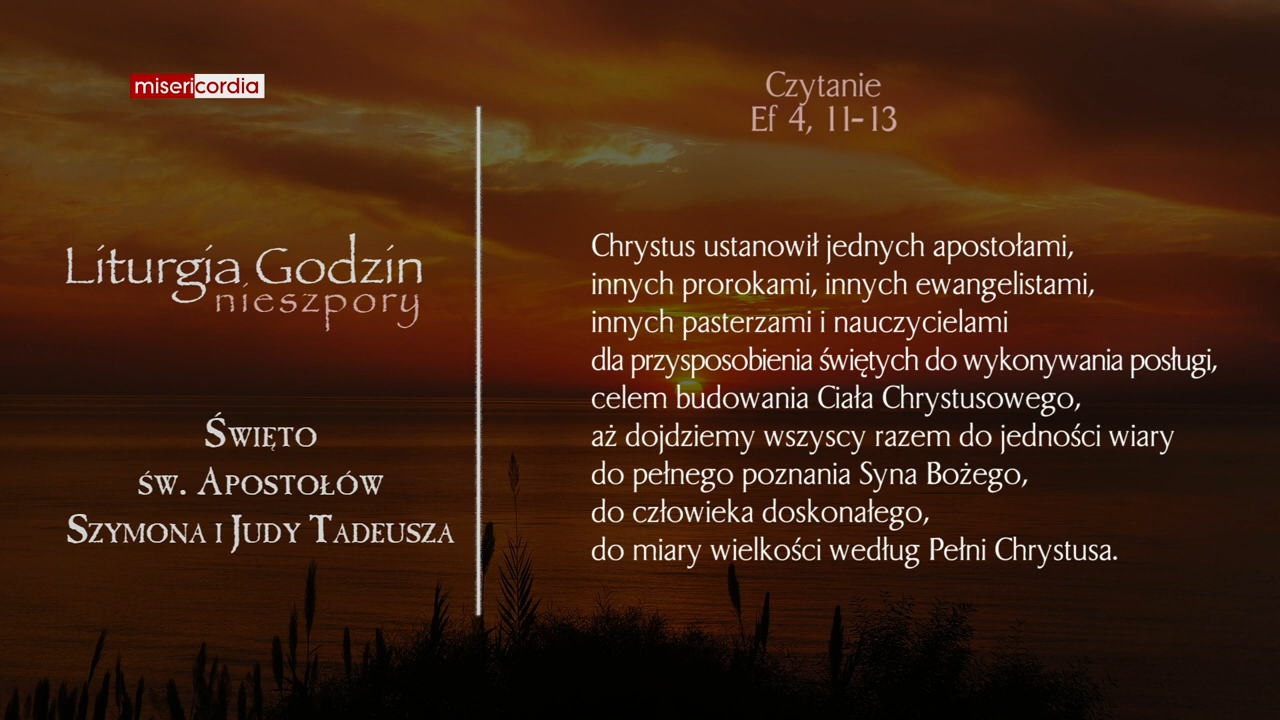 misericordia
Liturgia Godzin
nieszpory
Święto
św. Apostołów
Szymona i Judy Tadeusza
Czytanie
Ef 4, 11-13
Chrystus ustanowił jednych apostołami,
innych prorokami, innych ewangelistami,
innych pasterzami i nauczycielami
dla przysposobienia świętych do wykonywania posługi,
celem budowania Ciała Chrystusowego,
aż dojdziemy wszyscy razem do jedności wiary
do pełnego poznania Syna Bożego,
do człowieka doskonałego,
do miary wielkości według Pełni Chrystusa.